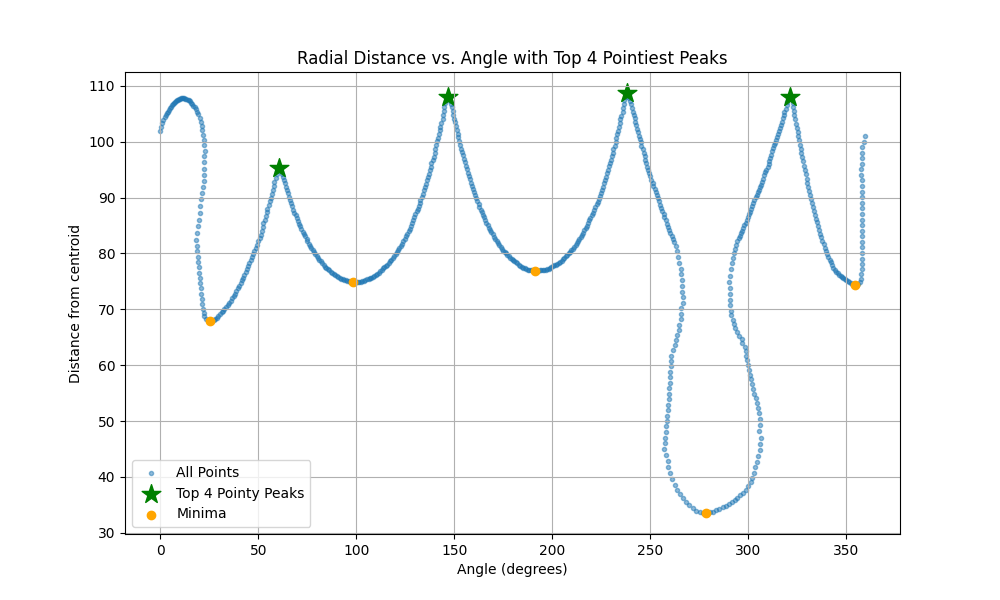 Radial Distance vs. Angle with Top 4 Pointiest Peaks
Distance from centroid
110
100
90
80
70
60
50
40
30
All Points
Top 4 Pointy Peaks
Minima
0 50 100 150 200 250 300 350
Angle (degrees)